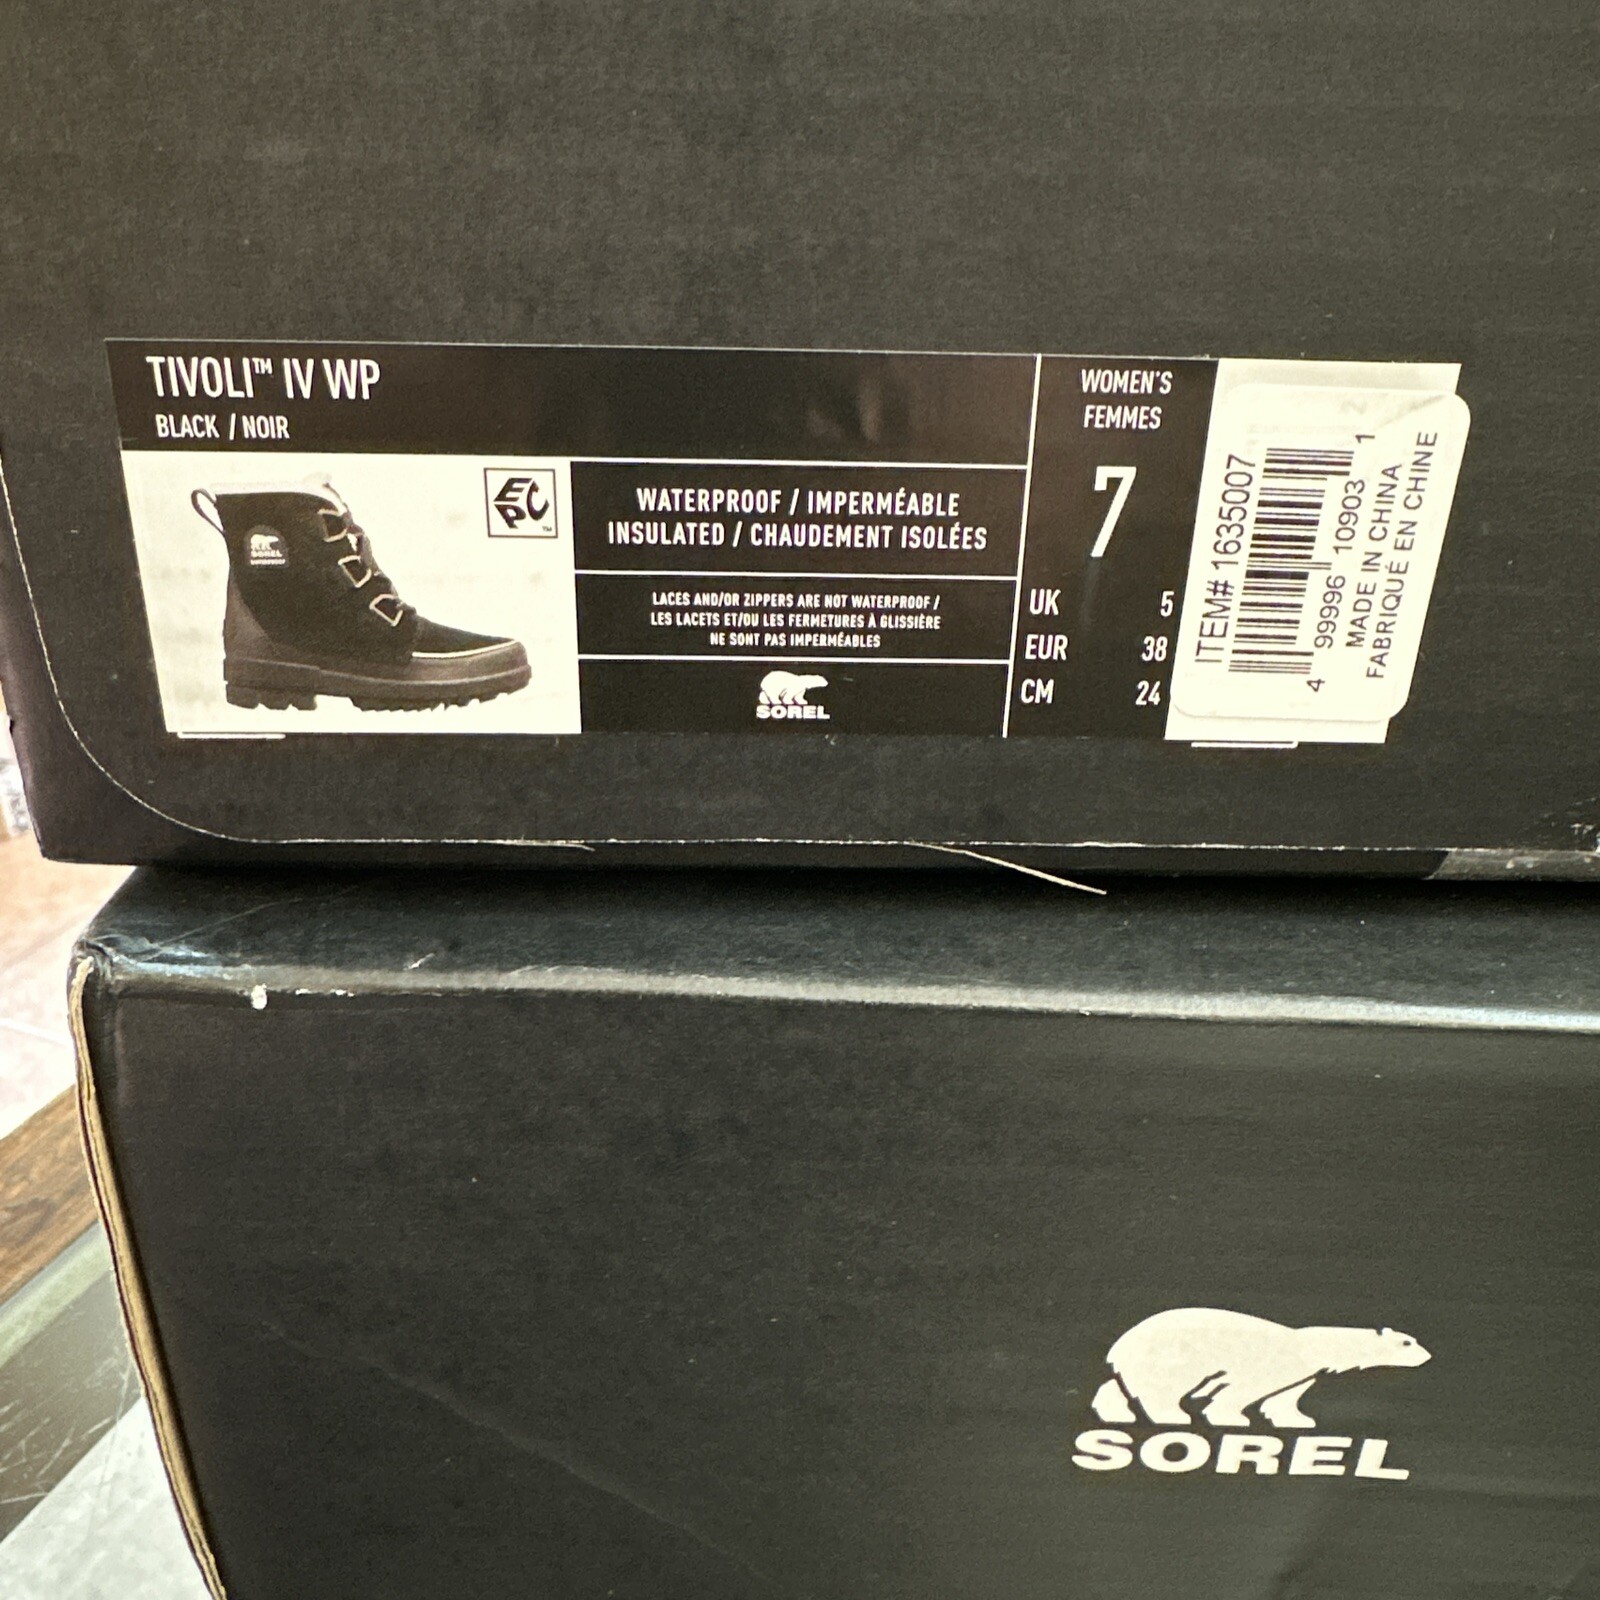 TIVOLI™ IV WP
BLACK / NOIR
SOREL
EPC™
WATERPROOF / IMPERMÉABLE
INSULATED / CHAUDEMENT ISOLÉES
LACES AND/OR ZIPPERS ARE NOT WATERPROOF /
LES LACETS ET/OU LES FERMETURES À GLISSIÈRE
NE SONT PAS IMPERMÉABLES
SOREL
WOMEN'S
FEMMES
7
UK 5
EUR 38
CM 24
ITEM# 1635007
4 99996 10903 1
MADE IN CHINA
FABRIQUÉ EN CHINE
SOREL